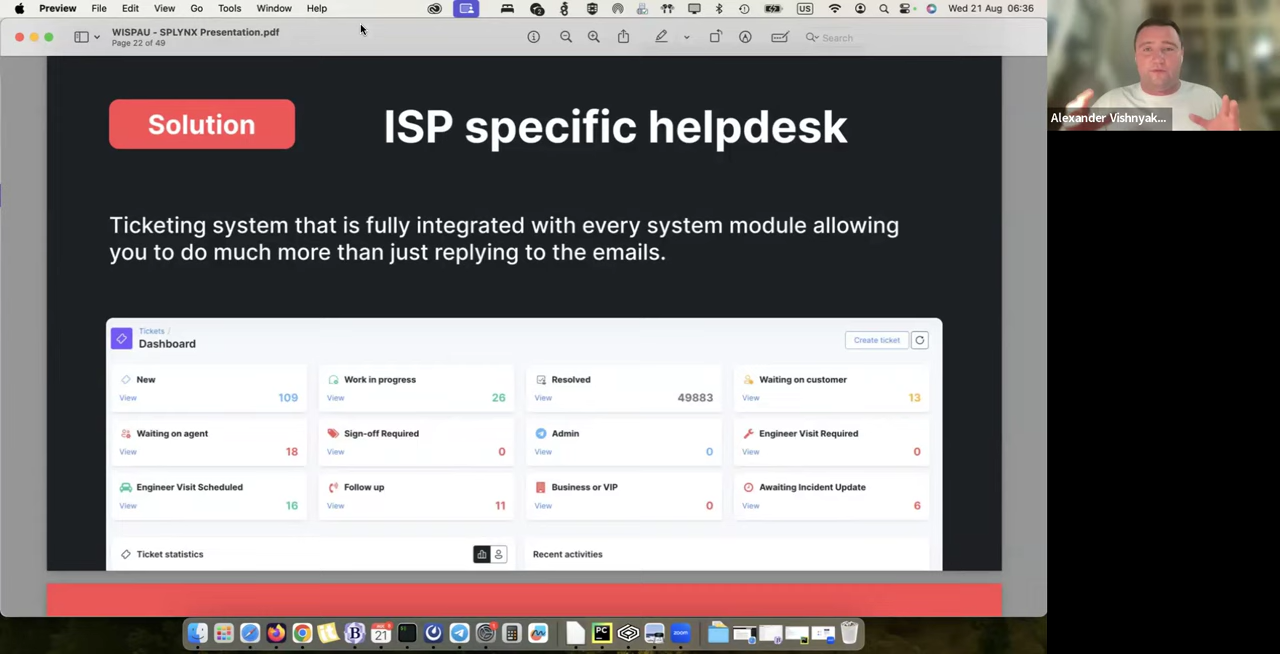 Preview File Edit View Go Tools Window Help
US Wed 21 Aug 06:36
WISPAU - SPLYNX Presentation.pdf
Page 22 of 49
Search
Alexander Vishnyak...
Solution
ISP specific helpdesk
Ticketing system that is fully integrated with every system module allowing
you to do much more than just replying to the emails.
Tickets /
Dashboard
Create ticket
New
View 109
Work in progress
View 26
Resolved
View 49883
Waiting on customer
View 13
Waiting on agent
View 18
Sign-off Required
View 0
Admin
View 0
Engineer Visit Required
View 0
Engineer Visit Scheduled
View 16
Follow up
View 11
Business or VIP
View 0
Awaiting Incident Update
View 6
Ticket statistics
Recent activities
21
PC
zoom